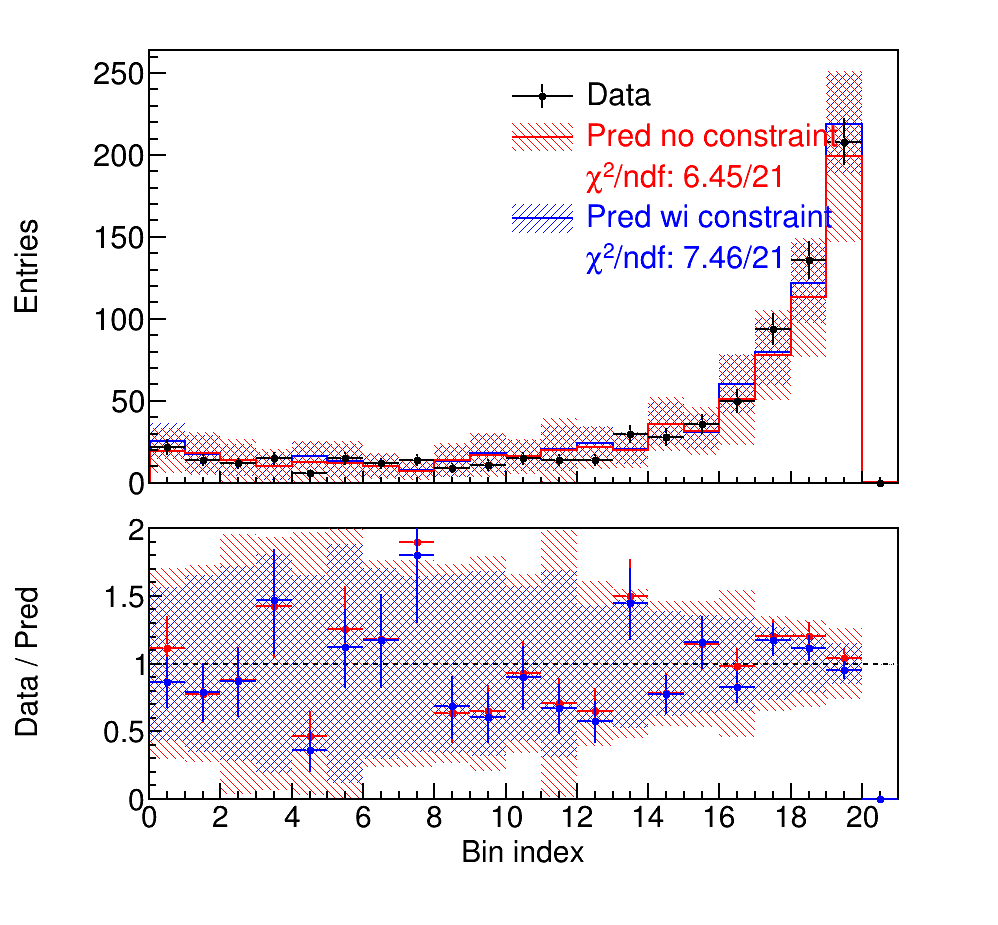 250
200
150
100
50
0
Entries
Data
Pred no constraint
χ²/ndf: 6.45/21
Pred wi constraint
χ²/ndf: 7.46/21
2
1.5
1
0.5
0
Data / Pred
0 2 4 6 8 10 12 14 16 18 20
Bin index